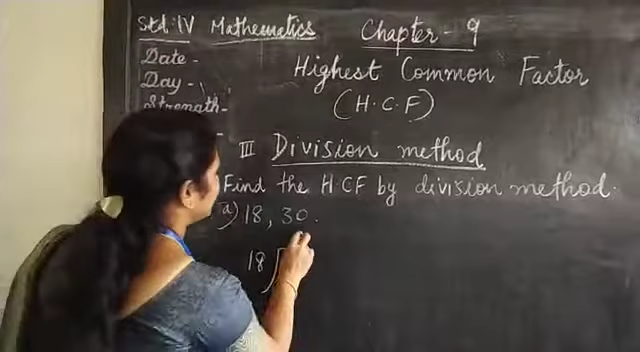 Std: IV Mathematics
Chapter - 9
Date -
Day -
Strength -
Highest Common Factor
(H.C.F)
III Division method
Find the H.C.F by division method.
a) 18, 30.
18